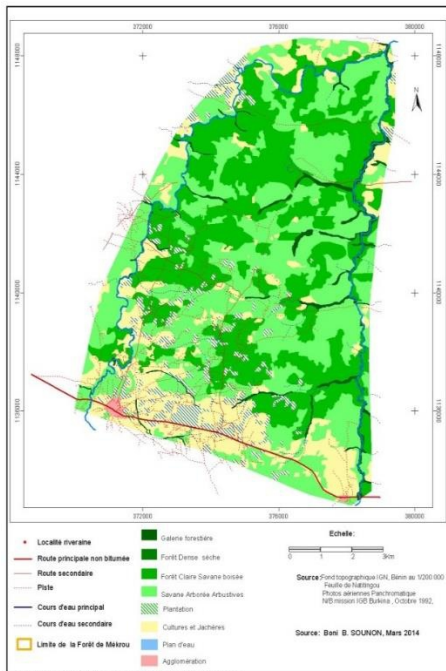 372000 376000 380000
1148000 1148000
1144000 1144000
N
1140000 1140000
1136000 1136000
372000 376000 380000
Localité riveraine
Route principale non bitumée
Route secondaire
Piste
Cours d'eau principal
Cours d'eau secondaire
Limite de la Forêt de Mékrou
Galerie forestière
Forêt Dense sèche
Forêt Claire Savane boisée
Savane Arborée Arbustives
Plantation
Cultures et Jachères
Plan d'eau
Agglomération
Echelle:
0 1 2 3Km
Source: Fond topographique IGN, Bénin au 1/200 000
Feuille de Natitingou
Photos aériennes Panchromatique
N/B mission IGB Burkina, Octobre 1992,
Source: Boni B. SOUNON, Mars 2014